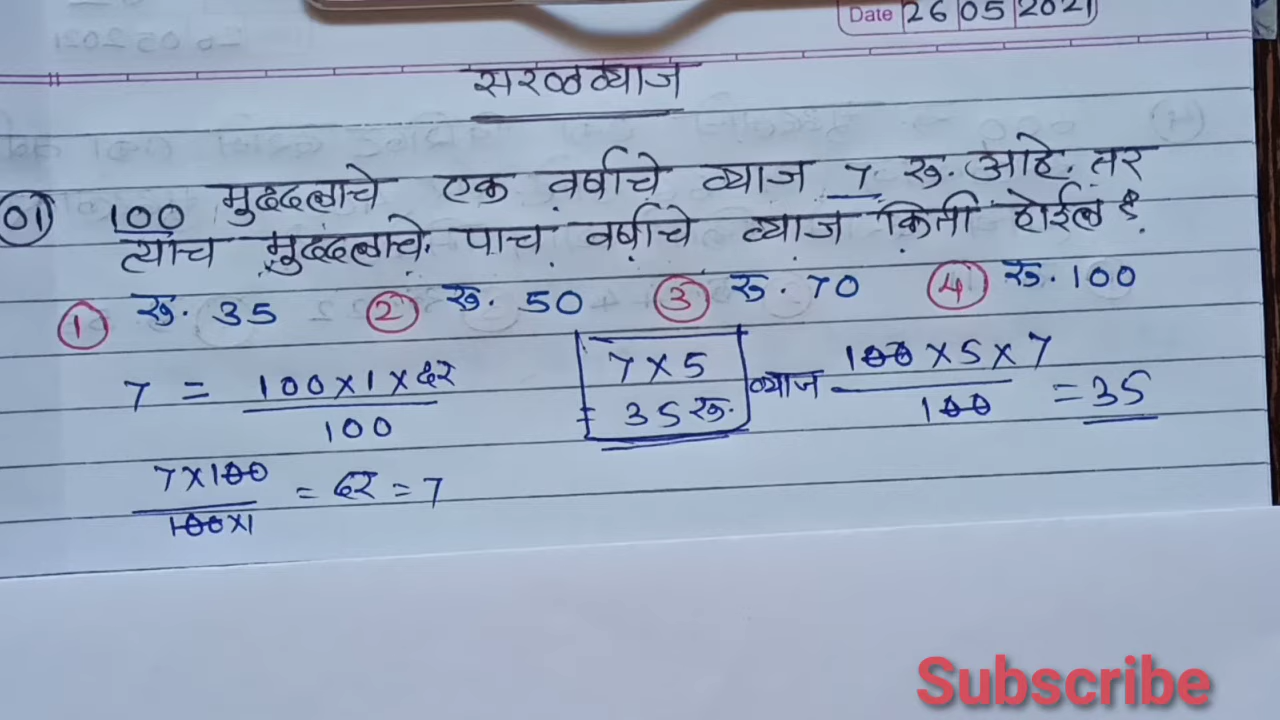 Date 26 05 2021
सरळव्याज
01 100 मुद्दलाचे एक वर्षाचे व्याज 7 रु. आहे. तर
त्याच मुद्दलाचे पाच वर्षाचे व्याज किती होईल ?
1 रु. 35 2 रु. 50 3 रु. 70 4 रु. 100
7 = 100 × 1 × दर / 100
7 × 5
= 35 रु.
व्याज 100 × 5 × 7 / 100 = 35
7 × 100 / 100 × 1 = दर = 7
Subscribe